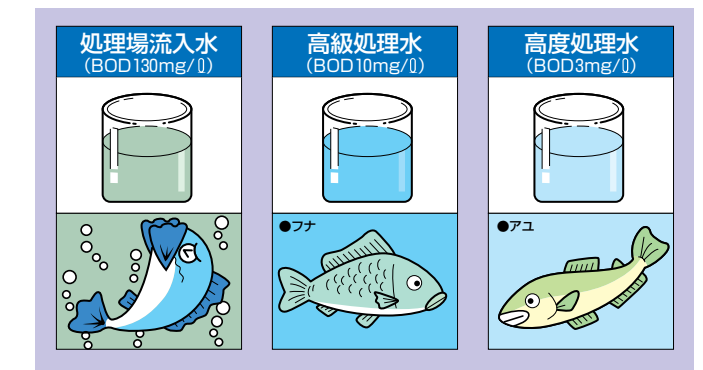 処理場流入水
(BOD130mg/ℓ)
高級処理水
(BOD10mg/ℓ)
高度処理水
(BOD3mg/ℓ)
●フナ
●アユ